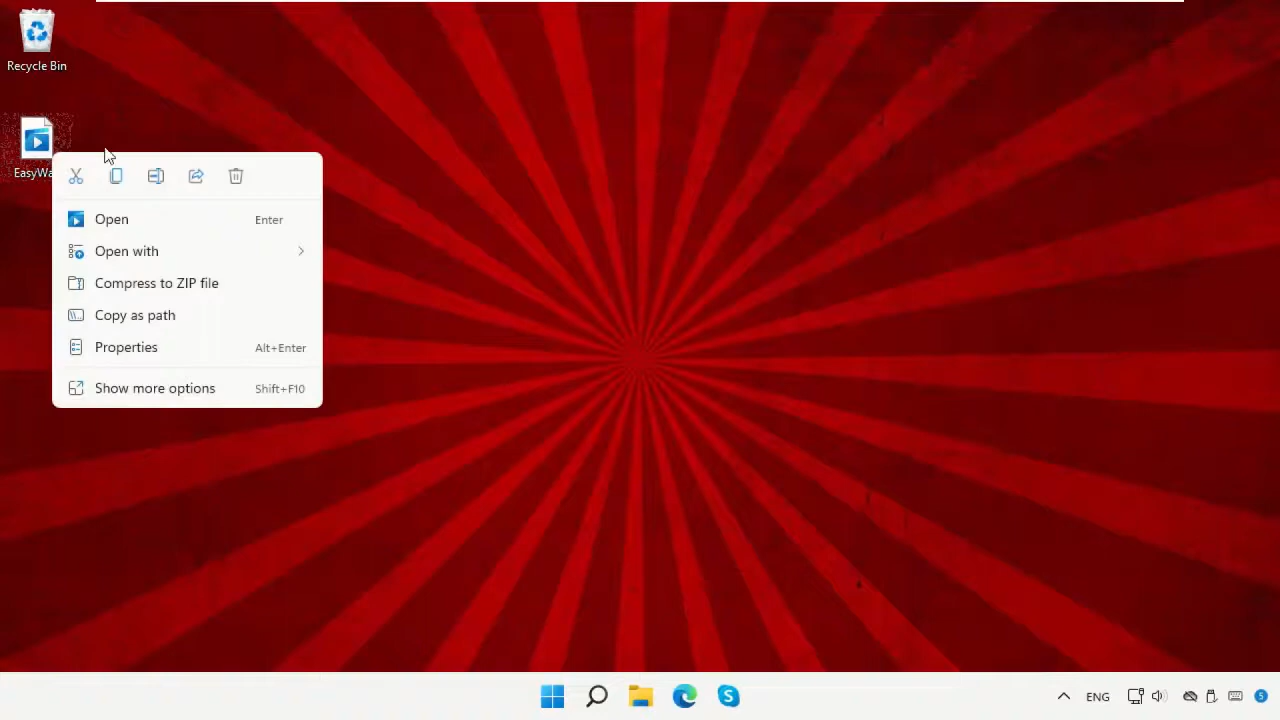 Recycle Bin
EasyWa
Open Enter
Open with
Compress to ZIP file
Copy as path
Properties Alt+Enter
Show more options Shift+F10
ENG
5